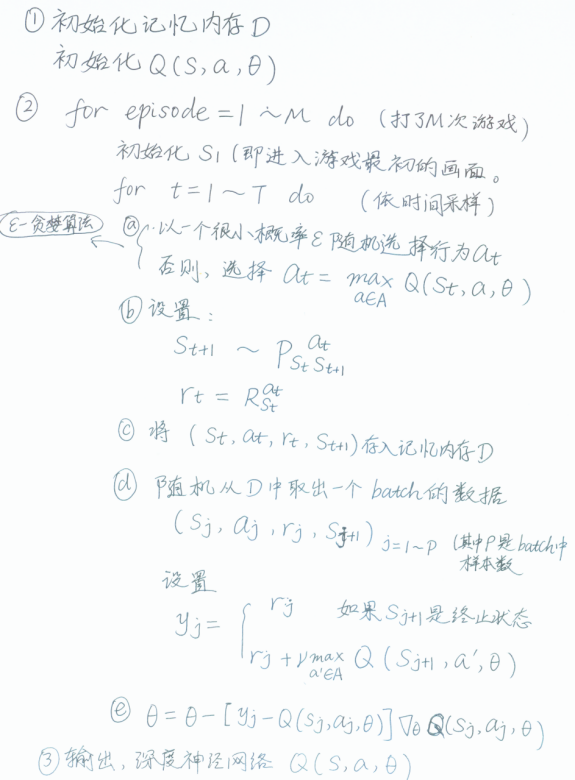 ① 初始化记忆内存D
初始化 Q(S,a,θ)
② for episode=1~M do (打了M次游戏)
初始化 S1 (即进入游戏最初的画面。
for t=1~T do (依时间采样)
ε-贪婪算法
ⓐ 以一个很小概率ε随机选择行为at
否则, 选择 at = max Q(St,a,θ)
a∈A
ⓑ 设置:
St+1 ~ P^at_St St+1
rt = R^at_St
ⓒ 将 (St, at, rt, St+1)存入记忆内存D
ⓓ 随机从D中取出一个batch的数据
(Sj, aj, rj, Sj+1) j=1~P (其中P是batch中
样本数
设置
yj = { rj 如果Sj+1是终止状态
rj + γ max Q(Sj+1, a', θ)
a'∈A
ⓔ θ=θ-[yj-Q(sj,aj,θ)]∇θ Q(sj,aj,θ)
③ 输出, 深度神经网络 Q(S,a,θ)